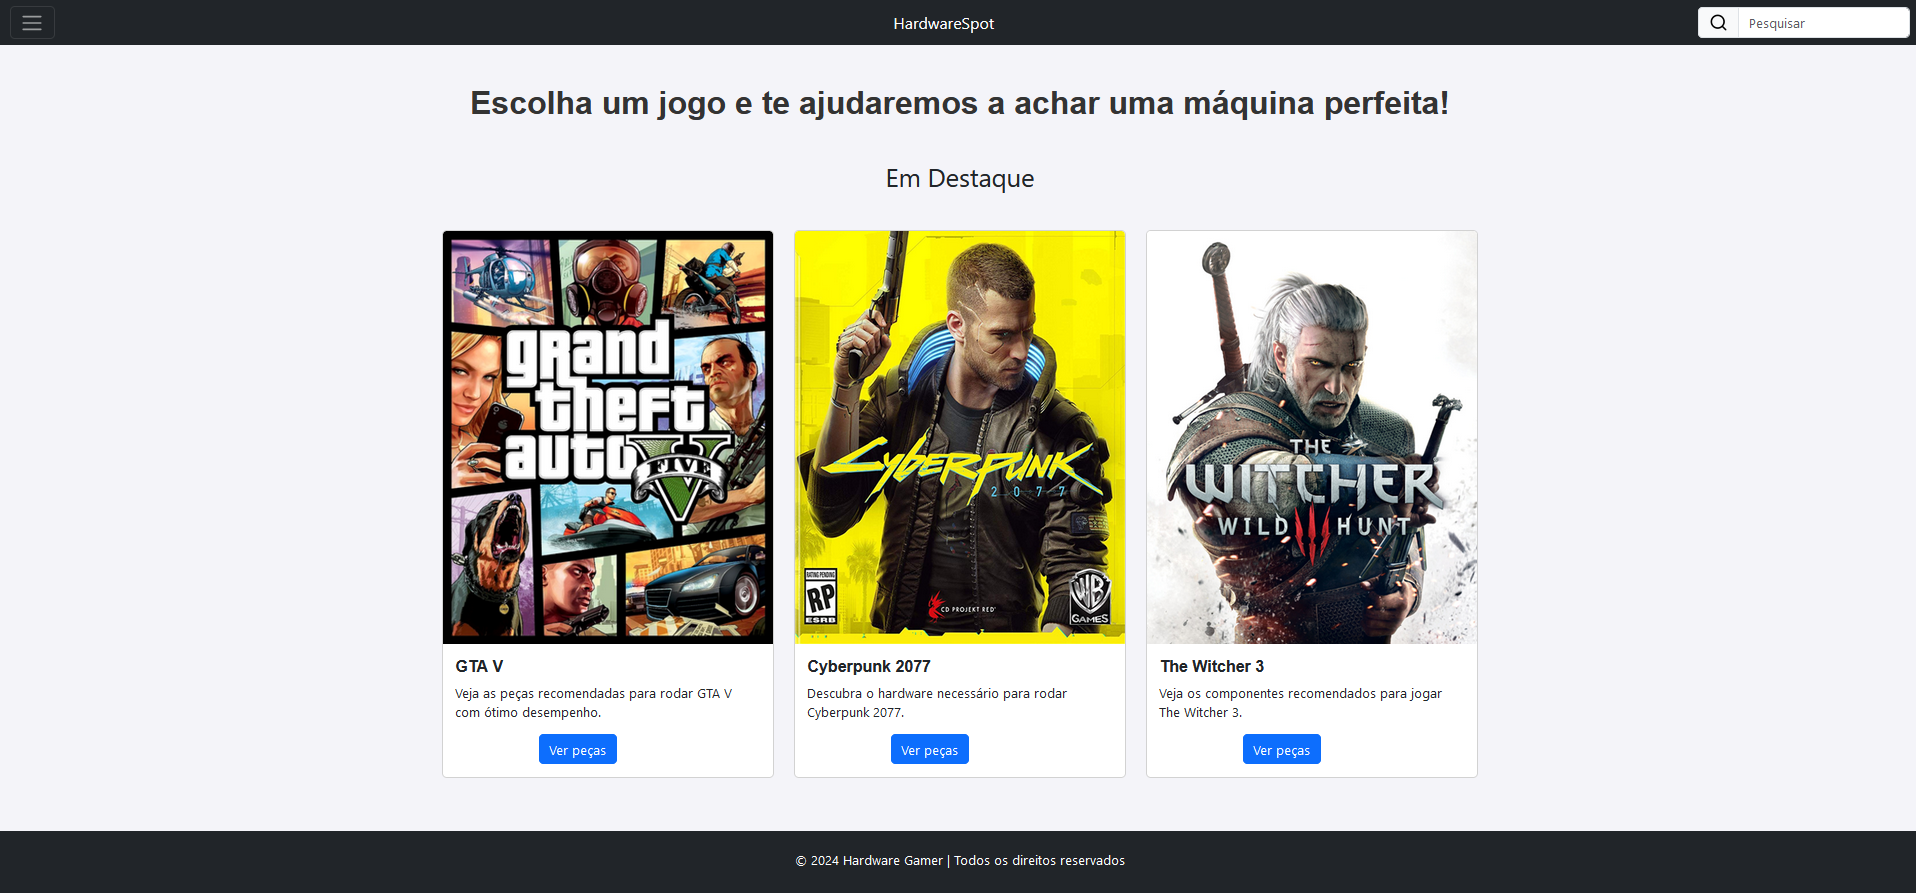 HardwareSpot
Pesquisar
Escolha um jogo e te ajudaremos a achar uma máquina perfeita!
Em Destaque
grand
theft
auto
FIVE
V
Cyberpunk
2077
RATING PENDING
RP
ESRB
CD PROJEKT RED
WB
GAMES
THE
WITCHER
WILD III HUNT
GTA V
Veja as peças recomendadas para rodar GTA V
com ótimo desempenho.
Ver peças
Cyberpunk 2077
Descubra o hardware necessário para rodar
Cyberpunk 2077.
Ver peças
The Witcher 3
Veja os componentes recomendados para jogar
The Witcher 3.
Ver peças
© 2024 Hardware Gamer | Todos os direitos reservados